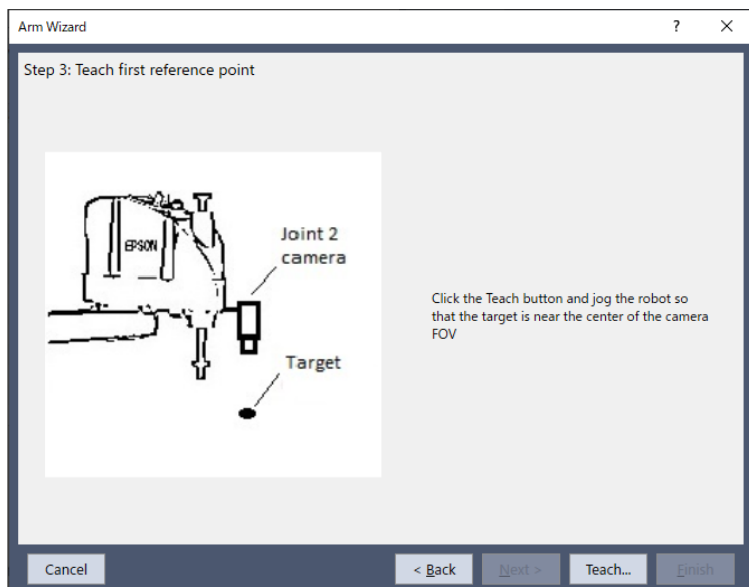 Arm Wizard
?
Step 3: Teach first reference point
EPSON
Joint 2
camera
Target
Click the Teach button and jog the robot so
that the target is near the center of the camera
FOV
Cancel
< Back
Next >
Teach...
Finish